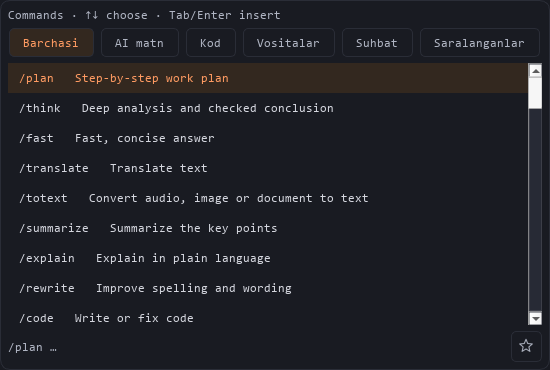 Commands · ↑↓ choose · Tab/Enter insert
Barchasi AI matn Kod Vositalar Suhbat Saralanganlar
/plan Step-by-step work plan
/think Deep analysis and checked conclusion
/fast Fast, concise answer
/translate Translate text
/totext Convert audio, image or document to text
/summarize Summarize the key points
/explain Explain in plain language
/rewrite Improve spelling and wording
/code Write or fix code
/plan …